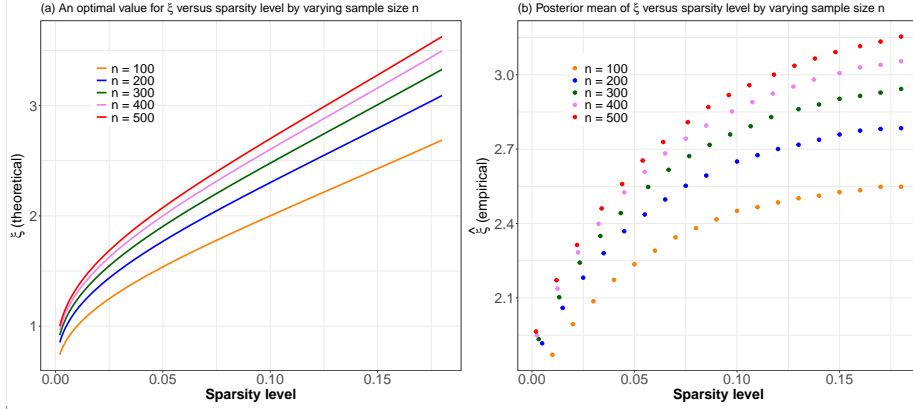 (a) An optimal value for ξ versus sparsity level by varying sample size n
ξ (theoretical)
3
2
1
n = 100
n = 200
n = 300
n = 400
n = 500
0.00 0.05 0.10 0.15
Sparsity level
(b) Posterior mean of ξ versus sparsity level by varying sample size n
ξ̂ (empirical)
3.0
2.7
2.4
2.1
n = 100
n = 200
n = 300
n = 400
n = 500
0.00 0.05 0.10 0.15
Sparsity level